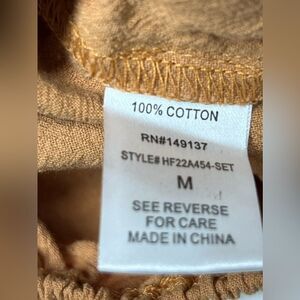 100% COTTON
RN#149137
STYLE# HF22A454-SET
M
SEE REVERSE
FOR CARE
MADE IN CHINA